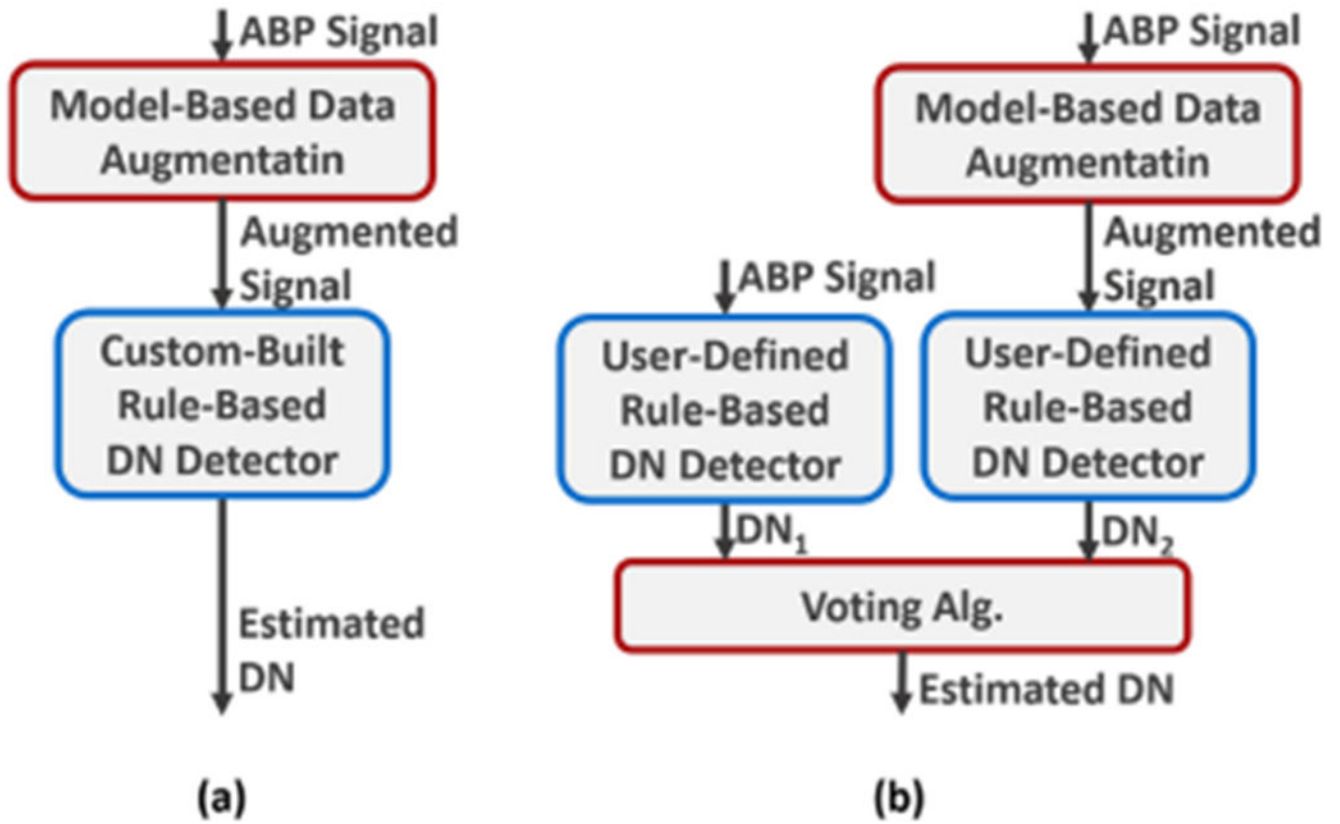 ABP Signal
Model-Based Data
Augmentatin
Augmented
Signal
Custom-Built
Rule-Based
DN Detector
Estimated
DN
(a)
ABP Signal
Model-Based Data
Augmentatin
Augmented
Signal
ABP Signal
User-Defined
Rule-Based
DN Detector
User-Defined
Rule-Based
DN Detector
DN₁
DN₂
Voting Alg.
Estimated DN
(b)